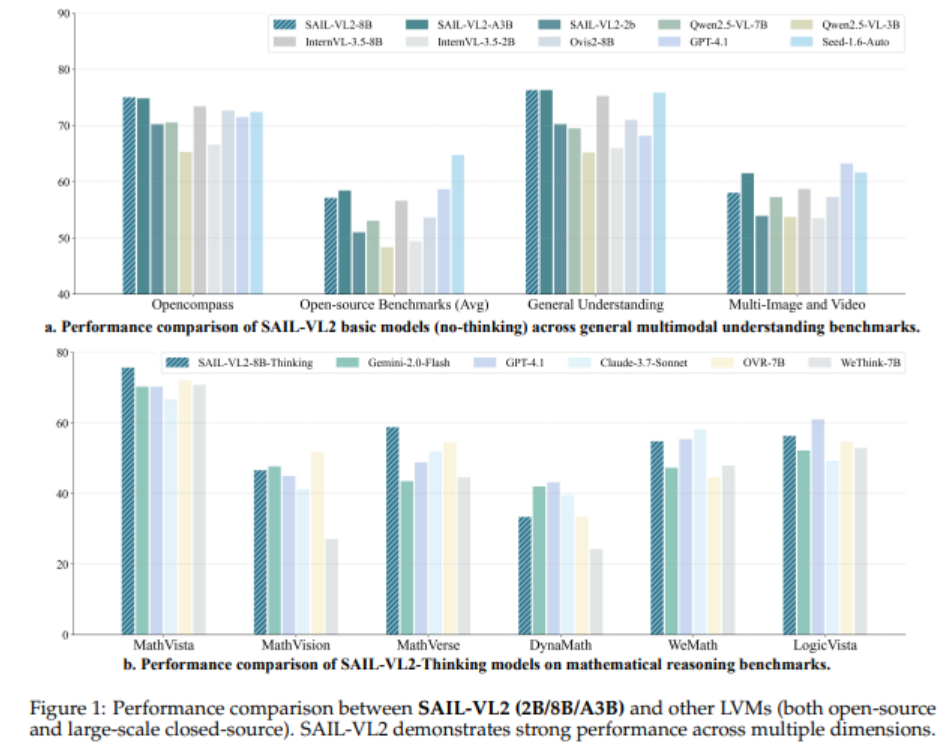 90
80
70
60
50
40
SAIL-VL2-8B SAIL-VL2-A3B SAIL-VL2-2b Qwen2.5-VL-7B Qwen2.5-VL-3B
InternVL-3.5-8B InternVL-3.5-2B Ovis2-8B GPT-4.1 Seed-1.6-Auto
Opencompass Open-source Benchmarks (Avg) General Understanding Multi-Image and Video
a. Performance comparison of SAIL-VL2 basic models (no-thinking) across general multimodal understanding benchmarks.
80
60
40
20
0
SAIL-VL2-8B-Thinking Gemini-2.0-Flash GPT-4.1 Claude-3.7-Sonnet OVR-7B WeThink-7B
MathVista MathVision MathVerse DynaMath WeMath LogicVista
b. Performance comparison of SAIL-VL2-Thinking models on mathematical reasoning benchmarks.
Figure 1: Performance comparison between SAIL-VL2 (2B/8B/A3B) and other LVMs (both open-source
and large-scale closed-source). SAIL-VL2 demonstrates strong performance across multiple dimensions.